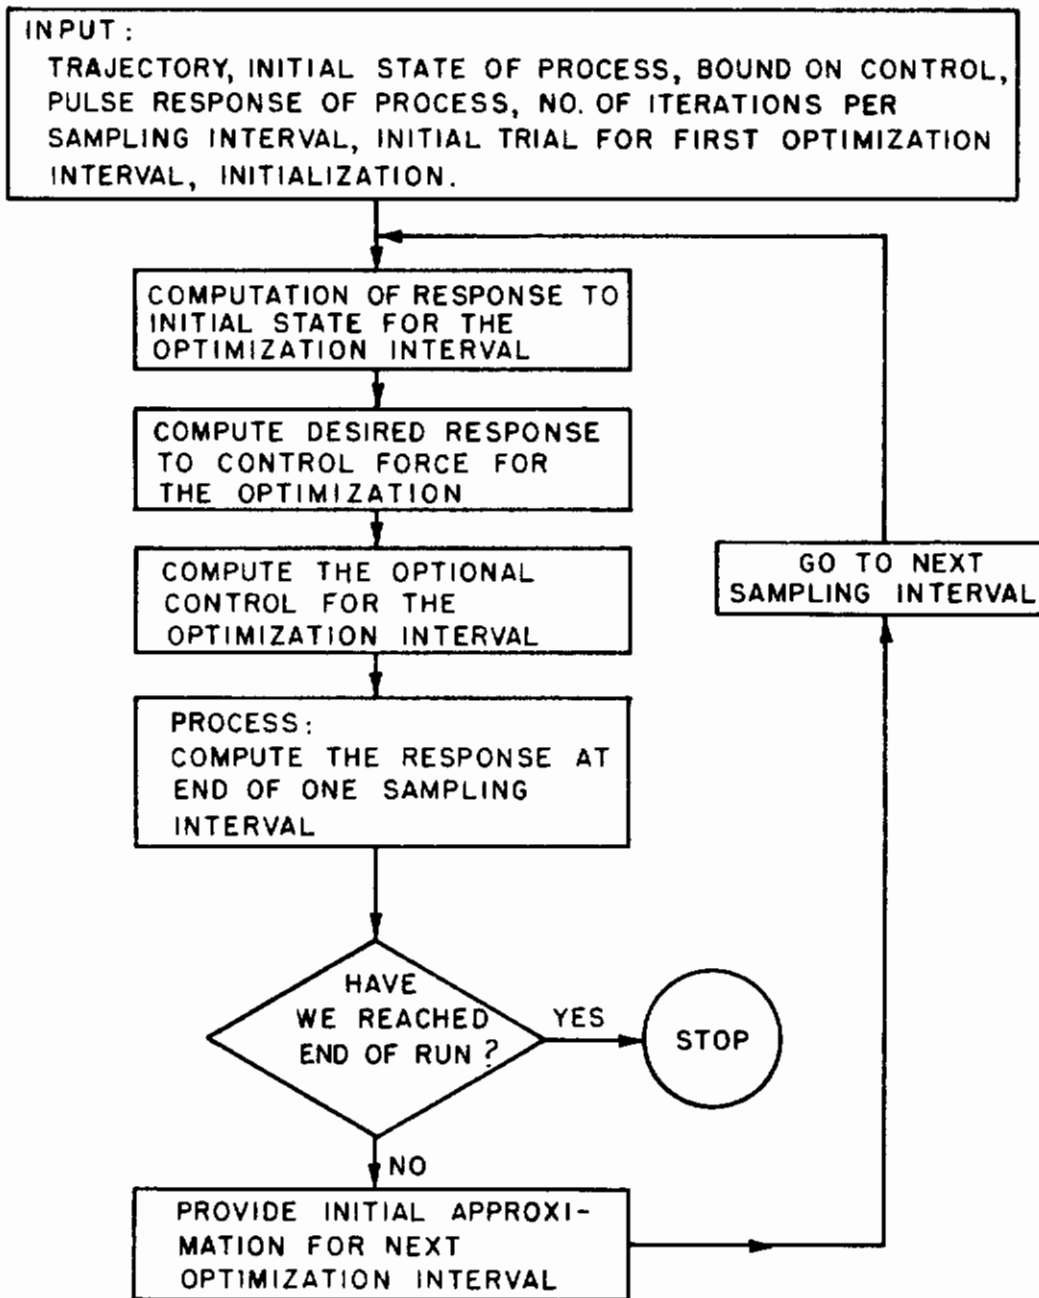 INPUT:
TRAJECTORY, INITIAL STATE OF PROCESS, BOUND ON CONTROL,
PULSE RESPONSE OF PROCESS, NO. OF ITERATIONS PER
SAMPLING INTERVAL, INITIAL TRIAL FOR FIRST OPTIMIZATION
INTERVAL, INITIALIZATION.
COMPUTATION OF RESPONSE TO
INITIAL STATE FOR THE
OPTIMIZATION INTERVAL
COMPUTE DESIRED RESPONSE
TO CONTROL FORCE FOR
THE OPTIMIZATION
COMPUTE THE OPTIONAL
CONTROL FOR THE
OPTIMIZATION INTERVAL
GO TO NEXT
SAMPLING INTERVAL
PROCESS:
COMPUTE THE RESPONSE AT
END OF ONE SAMPLING
INTERVAL
HAVE
WE REACHED
END OF RUN?
YES
STOP
NO
PROVIDE INITIAL APPROXI-
MATION FOR NEXT
OPTIMIZATION INTERVAL